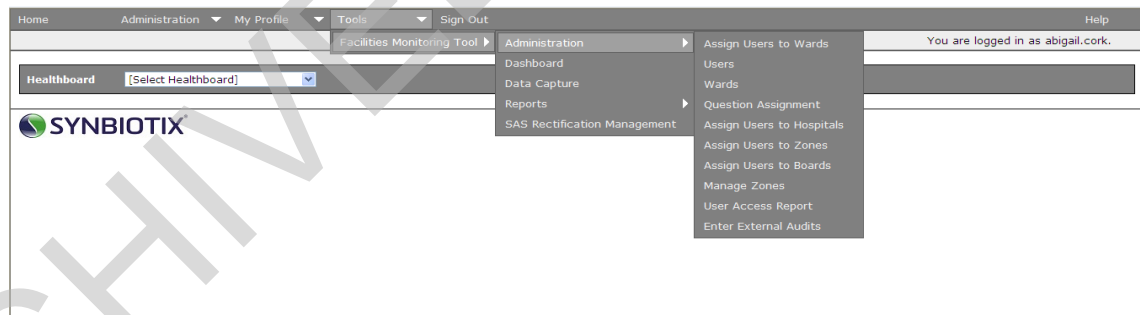 Home Administration My Profile Tools Sign Out Help
Facilities Monitoring Tool Administration Assign Users to Wards You are logged in as abigail.cork.
Dashboard Users
Healthboard [Select Healthboard] Data Capture Wards
Reports Question Assignment
SYNBIOTIX SAS Rectification Management Assign Users to Hospitals
Assign Users to Zones
Assign Users to Boards
Manage Zones
User Access Report
Enter External Audits